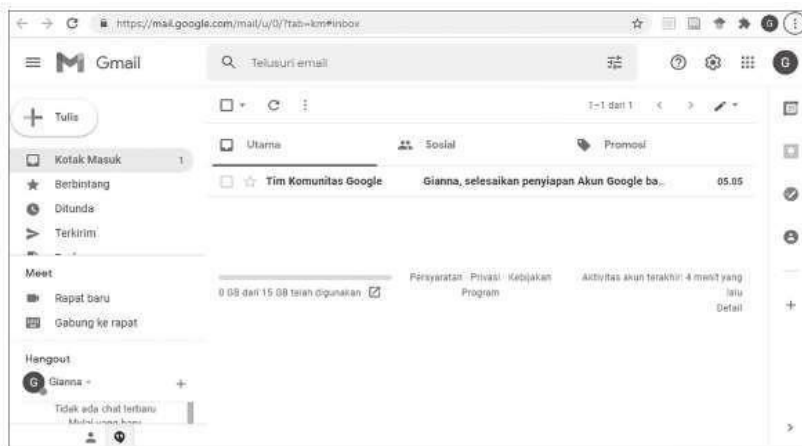 https://mail.google.com/mail/u/0/?tab=km#inbox
G
Gmail
Telusuri email
G
Tulis
1–1 dari 1
Utama
Sosial
Promosi
Kotak Masuk 1
Berbintang
Tim Komunitas Google Gianna, selesaikan penyiapan Akun Google ba... 05.05
Ditunda
Terkirim
Meet
Rapat baru
Gabung ke rapat
0 GB dari 15 GB telah digunakan
Persyaratan · Privasi · Kebijakan
Program
Aktivitas akun terakhir: 4 menit yang
lalu
Detail
Hangout
G Gianna
Tidak ada chat terbaru
Mulai yang baru